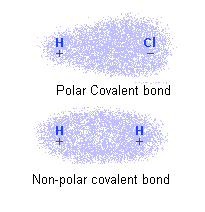 H Cl
+ −
Polar Covalent bond
H H
+ +
Non-polar covalent bond